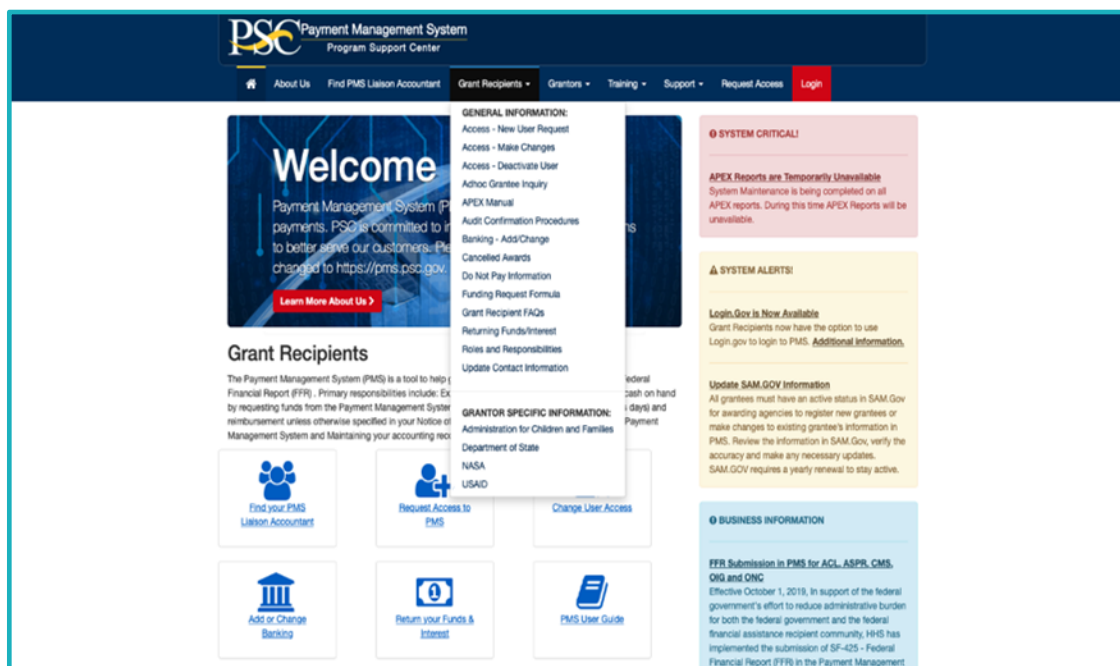 PSC Payment Management System
Program Support Center
About Us Find PMS Liaison Accountant Grant Recipients Grantors Training Support Request Access Login
GENERAL INFORMATION:
Access - New User Request
Access - Make Changes
Access - Deactivate User
Adhoc Grantee Inquiry
APEX Manual
Audit Confirmation Procedures
Banking - Add/Change
Cancelled Awards
Do Not Pay Information
Funding Request Formula
Grant Recipient FAQs
Returning Funds/Interest
Roles and Responsibilities
Update Contact Information
GRANTOR SPECIFIC INFORMATION:
Administration for Children and Families
Department of State
NASA
USAID
Welcome
Payment Management System (P
payments. PSC is committed to in
to better serve our customers. Ple
changed to https://pms.psc.gov.
Learn More About Us
Grant Recipients
The Payment Management System (PMS) is a tool to help ederal
Financial Report (FFR) . Primary responsibilities include: Ex cash on hand
by requesting funds from the Payment Management System days) and
reimbursement unless otherwise specified in your Notice of Payment
Management System and Maintaining your accounting rec
Find your PMS
Liaison Accountant
Request Access to
PMS
Change User Access
Add or Change
Banking
Return your Funds &
Interest
PMS User Guide
SYSTEM CRITICAL!
APEX Reports are Temporarily Unavailable
System Maintenance is being completed on all
APEX reports. During this time APEX Reports will be
unavailable.
SYSTEM ALERTS!
Login.Gov is Now Available
Grant Recipients now have the option to use
Login.gov to login to PMS. Additional information.
Update SAM.GOV Information
All grantees must have an active status in SAM.Gov
for awarding agencies to register new grantees or
make changes to existing grantee's information in
PMS. Review the information in SAM.Gov, verify the
accuracy and make any necessary updates.
SAM.GOV requires a yearly renewal to stay active.
BUSINESS INFORMATION
FFR Submission in PMS for ACL, ASPR, CMS,
OIG and ONC
Effective October 1, 2019, In support of the federal
government's effort to reduce administrative burden
for both the federal government and the federal
financial assistance recipient community, HHS has
implemented the submission of SF-425 - Federal
Financial Report (FFR) in the Payment Management